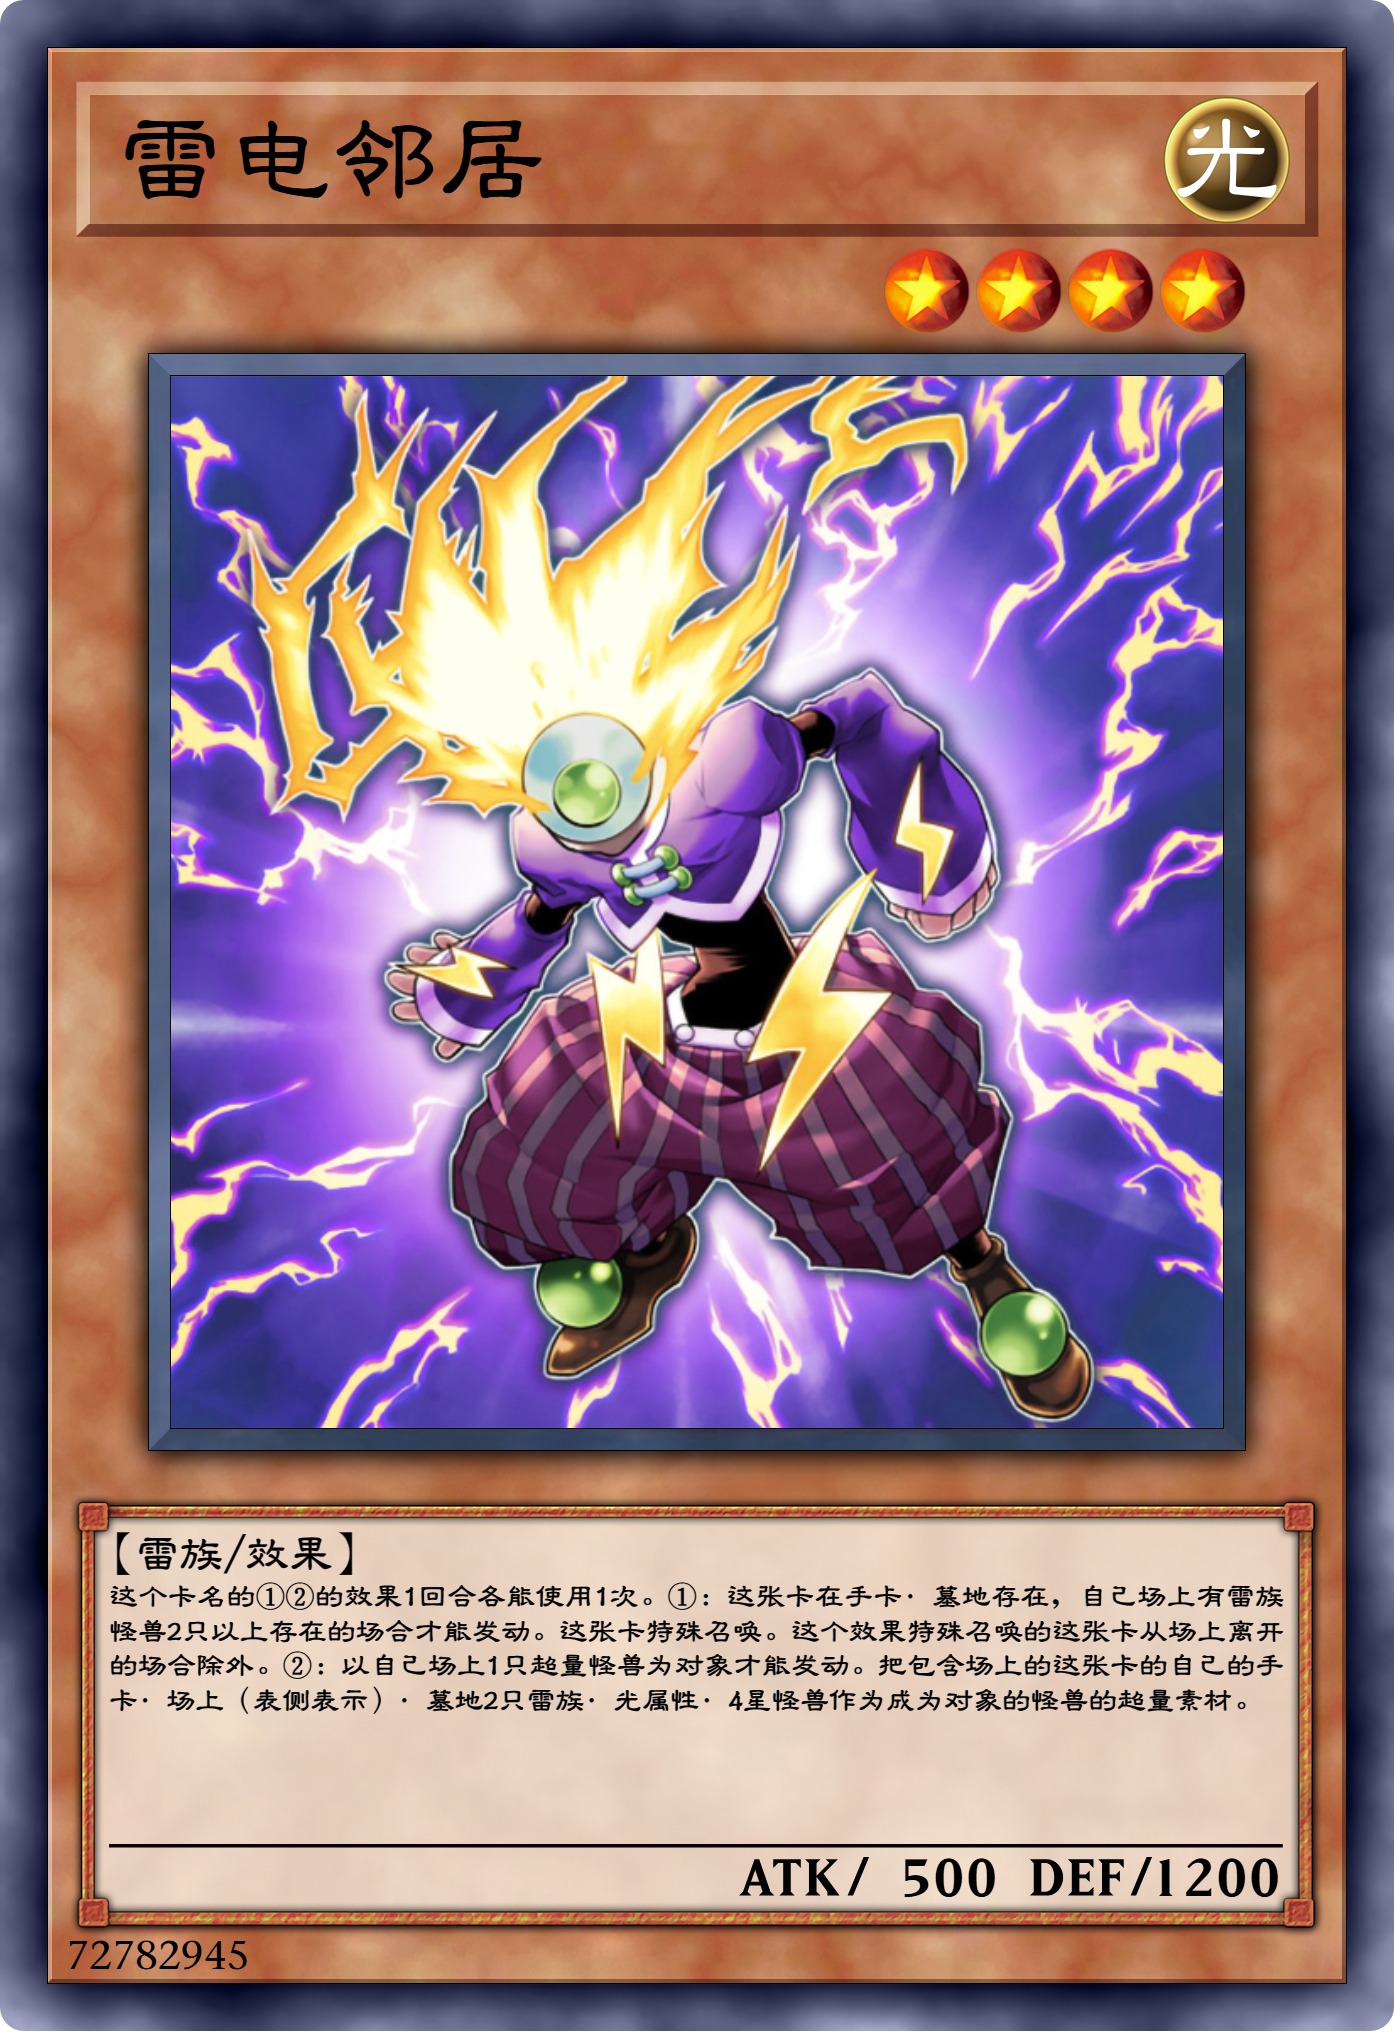 雷电邻居
光
【雷族/效果】
这个卡名的①②的效果1回合各能使用1次。①：这张卡在手卡·墓地存在，自己场上有雷族
怪兽2只以上存在的场合才能发动。这张卡特殊召唤。这个效果特殊召唤的这张卡从场上离开
的场合除外。②：以自己场上1只超量怪兽为对象才能发动。把包含场上的这张卡的自己的手
卡·场上（表侧表示）·墓地2只雷族·光属性·4星怪兽作为成为对象的怪兽的超量素材。
ATK/ 500 DEF/1200
72782945